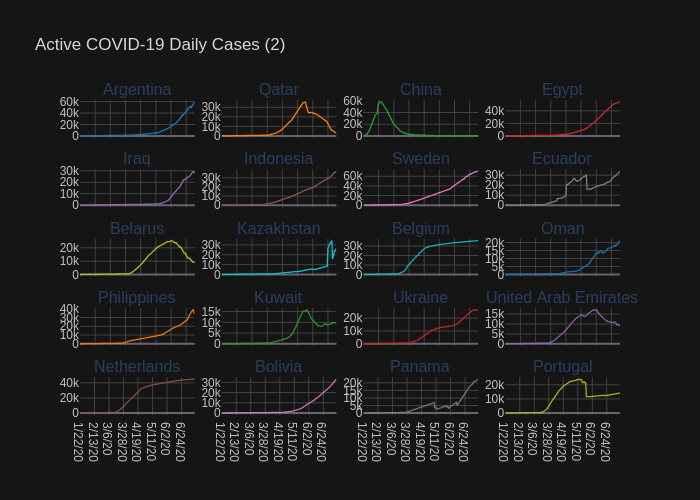 Active COVID-19 Daily Cases (2)
Argentina Qatar China Egypt
60k 40k 20k 0
30k 20k 10k 0
60k 40k 20k 0
40k 20k 0
Iraq Indonesia Sweden Ecuador
30k 20k 10k 0
30k 20k 10k 0
60k 40k 20k 0
30k 20k 10k 0
Belarus Kazakhstan Belgium Oman
20k 10k 0
30k 20k 10k 0
30k 20k 10k 0
20k 15k 10k 5k 0
Philippines Kuwait Ukraine United Arab Emirates
40k 30k 20k 10k 0
15k 10k 5k 0
20k 10k 0
15k 10k 5k 0
Netherlands Bolivia Panama Portugal
40k 20k 0
30k 20k 10k 0
20k 15k 10k 5k 0
20k 10k 0
1/22/20 2/13/20 3/6/20 3/28/20 4/19/20 5/11/20 6/2/20 6/24/20
1/22/20 2/13/20 3/6/20 3/28/20 4/19/20 5/11/20 6/2/20 6/24/20
1/22/20 2/13/20 3/6/20 3/28/20 4/19/20 5/11/20 6/2/20 6/24/20
1/22/20 2/13/20 3/6/20 3/28/20 4/19/20 5/11/20 6/2/20 6/24/20